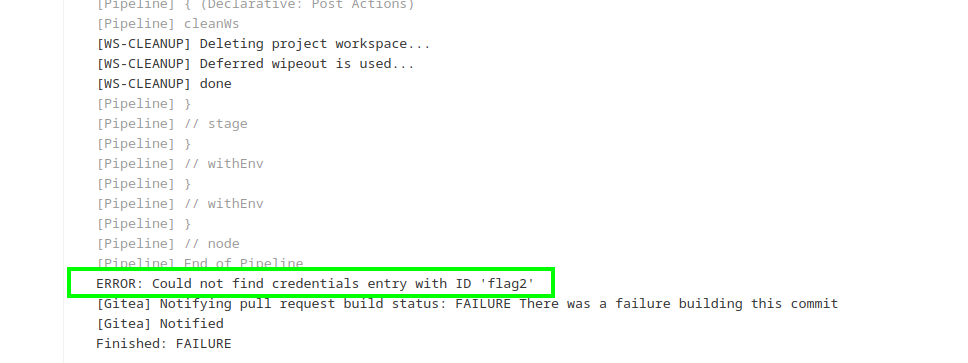 [Pipeline] { (Declarative: Post Actions)
[Pipeline] cleanWs
[WS-CLEANUP] Deleting project workspace...
[WS-CLEANUP] Deferred wipeout is used...
[WS-CLEANUP] done
[Pipeline] }
[Pipeline] // stage
[Pipeline] }
[Pipeline] // withEnv
[Pipeline] }
[Pipeline] // withEnv
[Pipeline] }
[Pipeline] // node
[Pipeline] End of Pipeline
ERROR: Could not find credentials entry with ID 'flag2'
[Gitea] Notifying pull request build status: FAILURE There was a failure building this commit
[Gitea] Notified
Finished: FAILURE